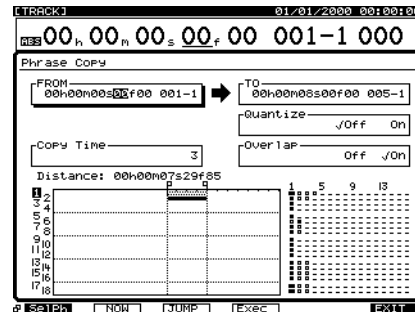 [TRACK] 01/01/2000 00:00:00
ABS 00h 00m 00s 00f 00 001-1 000
Phrase Copy
FROM
00h00m00s00f00 001-1
TO
00h00m08s00f00 005-1
Quantize
√Off On
Copy Time
3
Overlap
Off √On
Distance: 00h00m07s29f85
1 5 9 13
1 2
3 4
5 6
7 8
9 10
11 12
13 14
15 16
17 18
SelPh NOW JUMP Exec EXIT